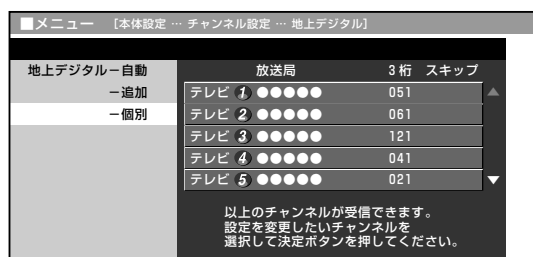 ■メニュー [本体設定 … チャンネル設定 … 地上デジタル]
地上デジタルー自動
ー追加
ー個別
放送局 3桁 スキップ
テレビ 1 ●●●●● 051
テレビ 2 ●●●●● 061
テレビ 3 ●●●●● 121
テレビ 4 ●●●●● 041
テレビ 5 ●●●●● 021
以上のチャンネルが受信できます。
設定を変更したいチャンネルを
選択して決定ボタンを押してください。